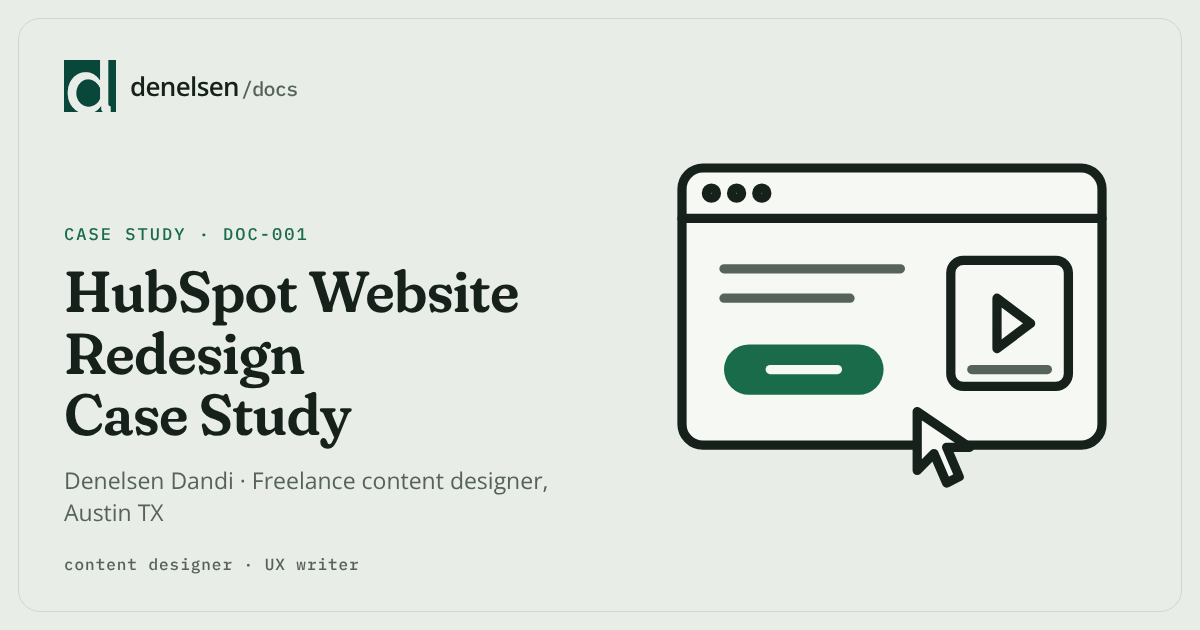 d denelsen/docs
CASE STUDY · DOC-001
HubSpot Website
Redesign
Case Study
Denelsen Dandi · Freelance content designer,
Austin TX
content designer · UX writer